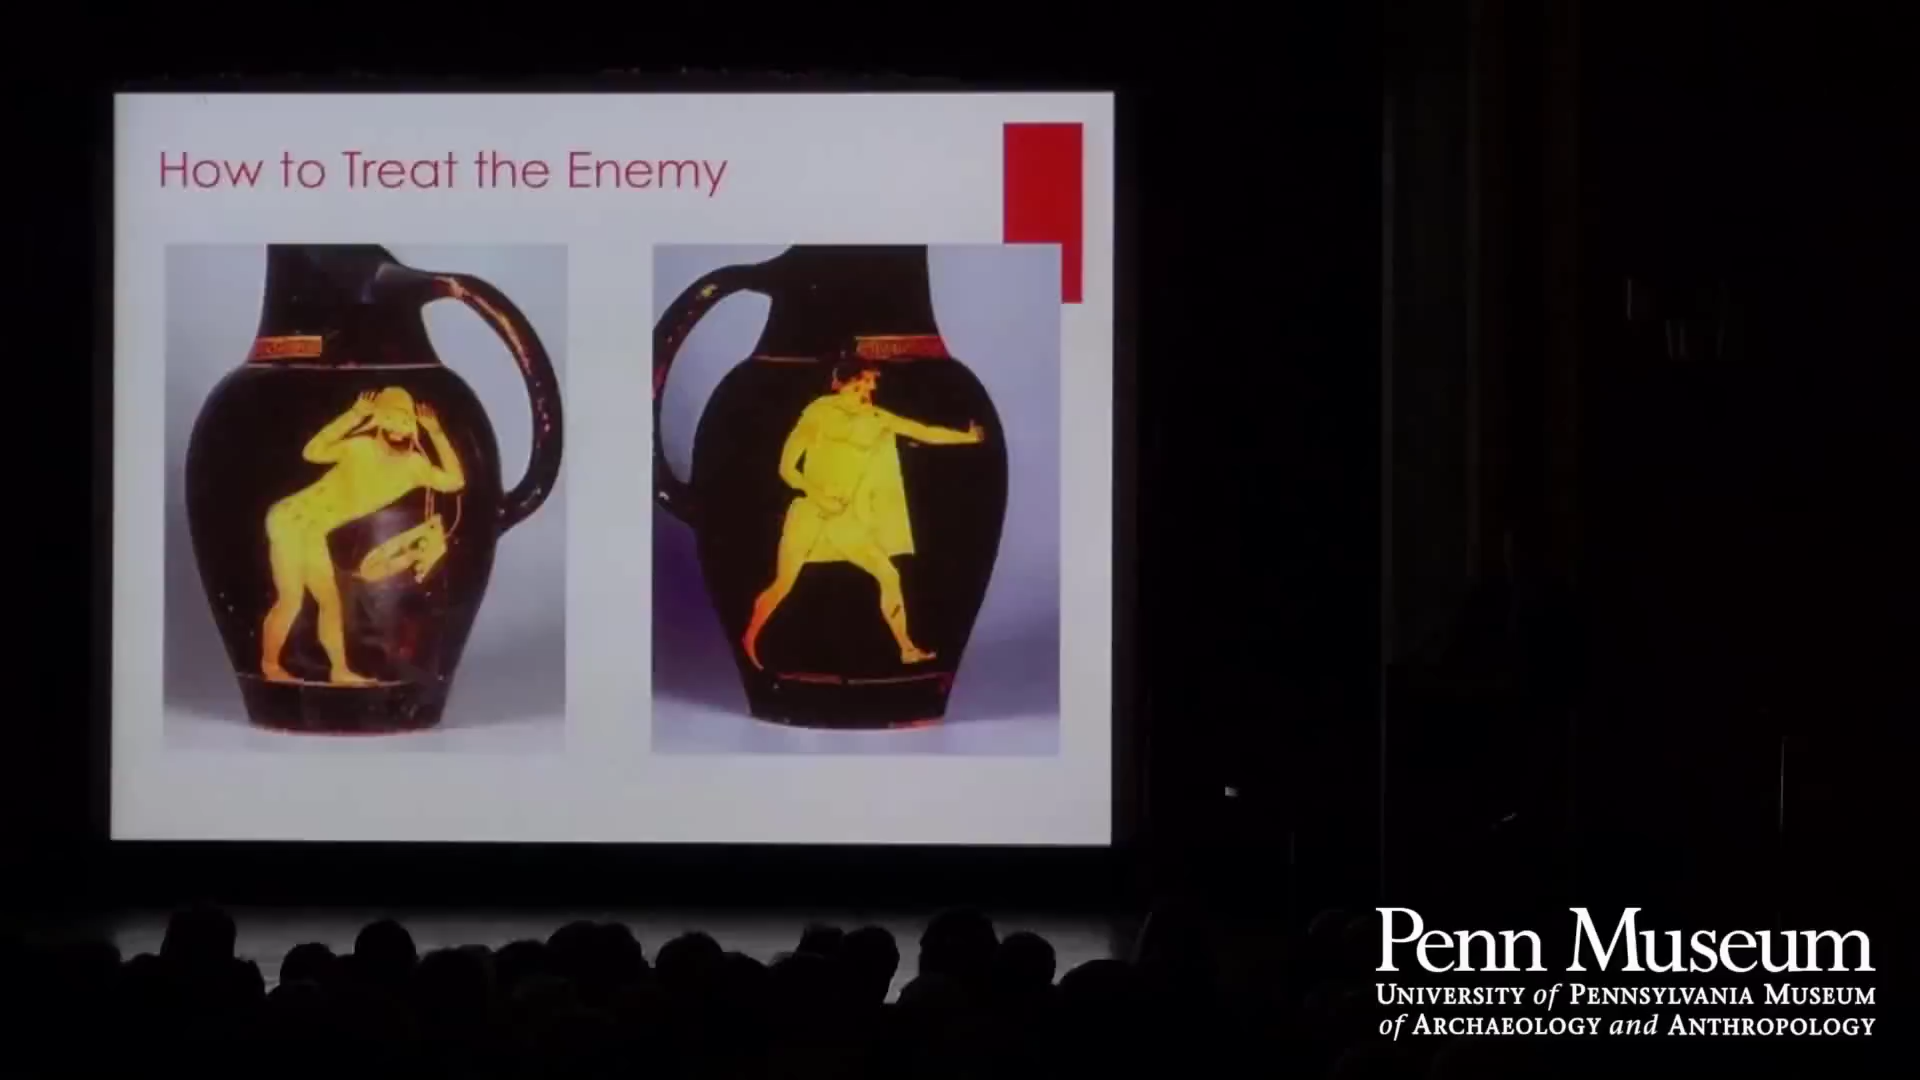 How to Treat the Enemy
Penn Museum
UNIVERSITY of PENNSYLVANIA MUSEUM
of ARCHAEOLOGY and ANTHROPOLOGY